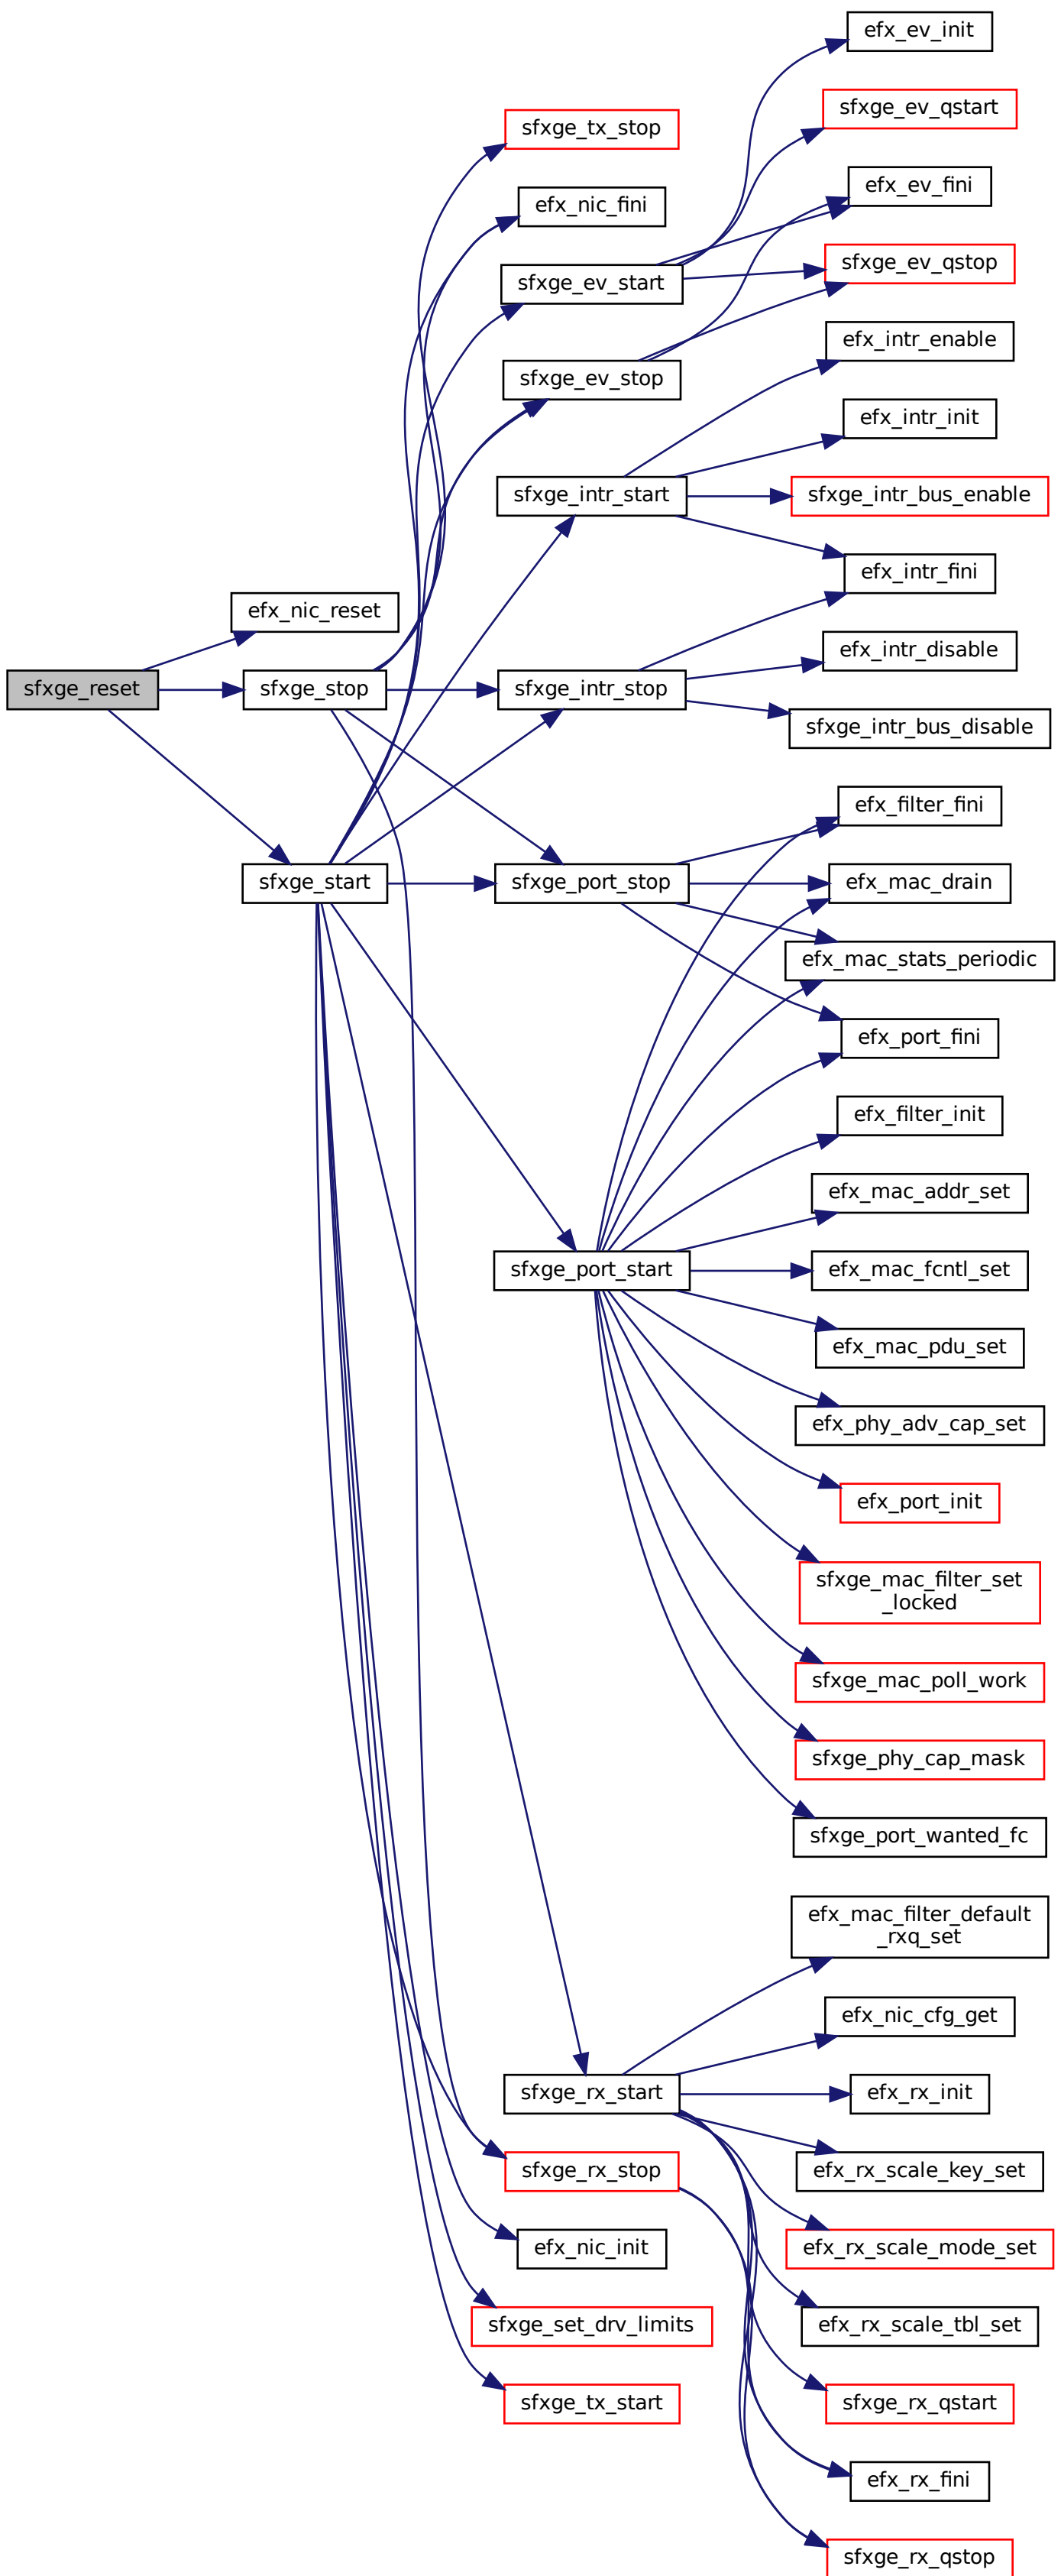 efx_ev_init
sfxge_ev_qstart
sfxge_tx_stop
efx_ev_fini
efx_nic_fini
sfxge_ev_qstop
sfxge_ev_start
efx_intr_enable
sfxge_ev_stop
efx_intr_init
sfxge_intr_start
sfxge_intr_bus_enable
efx_intr_fini
efx_nic_reset
efx_intr_disable
sfxge_reset
sfxge_stop
sfxge_intr_stop
sfxge_intr_bus_disable
efx_filter_fini
sfxge_start
sfxge_port_stop
efx_mac_drain
efx_mac_stats_periodic
efx_port_fini
efx_filter_init
efx_mac_addr_set
sfxge_port_start
efx_mac_fcntl_set
efx_mac_pdu_set
efx_phy_adv_cap_set
efx_port_init
sfxge_mac_filter_set
_locked
sfxge_mac_poll_work
sfxge_phy_cap_mask
sfxge_port_wanted_fc
efx_mac_filter_default
_rxq_set
efx_nic_cfg_get
sfxge_rx_start
efx_rx_init
sfxge_rx_stop
efx_rx_scale_key_set
efx_nic_init
efx_rx_scale_mode_set
sfxge_set_drv_limits
efx_rx_scale_tbl_set
sfxge_tx_start
sfxge_rx_qstart
efx_rx_fini
sfxge_rx_qstop